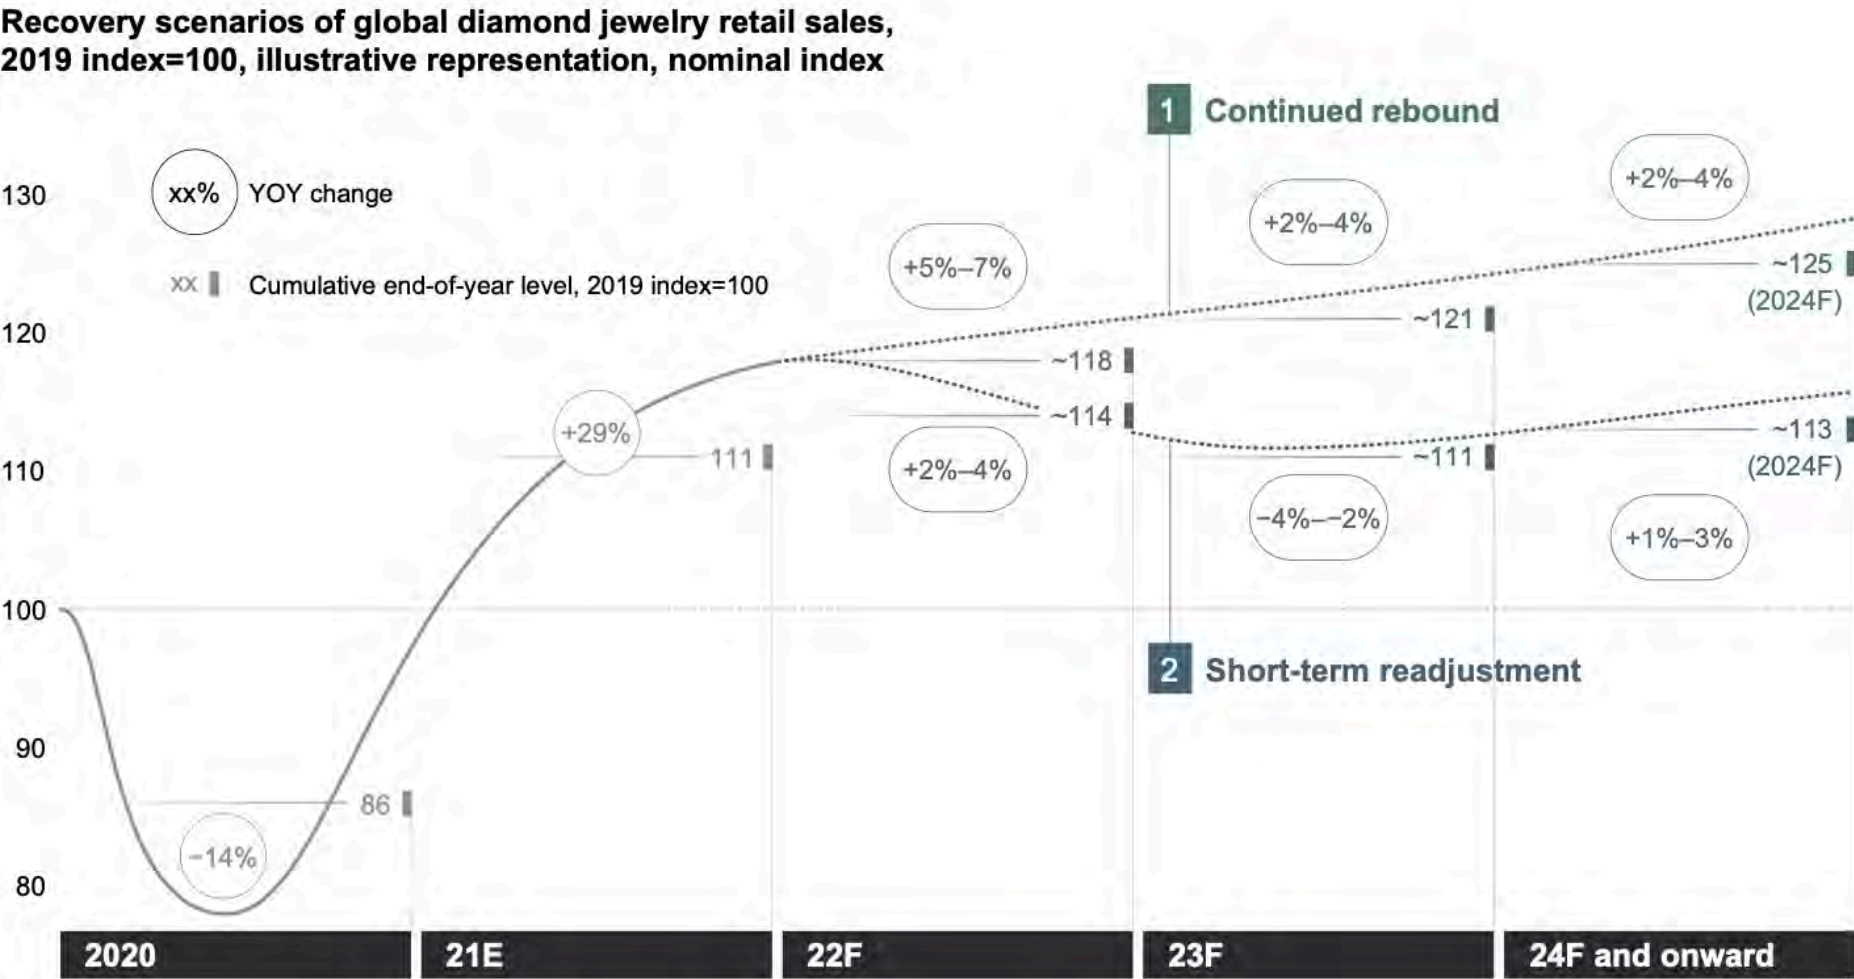 Recovery scenarios of global diamond jewelry retail sales,
2019 index=100, illustrative representation, nominal index
1 Continued rebound
xx% YOY change
xx Cumulative end-of-year level, 2019 index=100
130
120
110
100
90
80
−14%
86
+29%
111
+5%–7%
~118
~114
+2%–4%
+2%–4%
~121
~111
−4%–−2%
+2%–4%
~125
(2024F)
~113
(2024F)
+1%–3%
2 Short-term readjustment
2020
21E
22F
23F
24F and onward